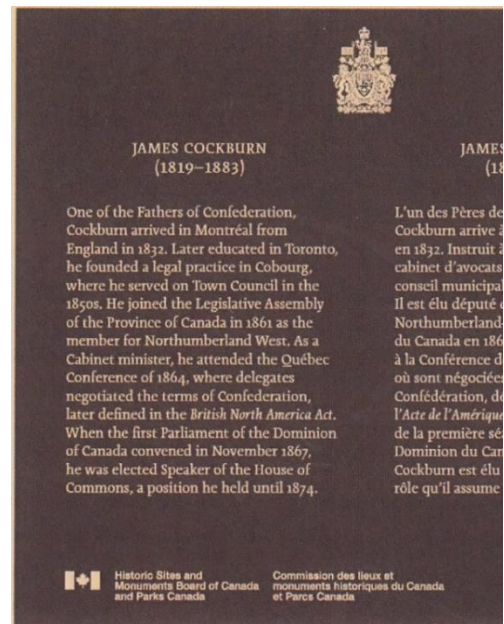 JAMES COCKBURN
(1819–1883)
One of the Fathers of Confederation,
Cockburn arrived in Montréal from
England in 1832. Later educated in Toronto,
he founded a legal practice in Cobourg,
where he served on Town Council in the
1850s. He joined the Legislative Assembly
of the Province of Canada in 1861 as the
member for Northumberland West. As a
Cabinet minister, he attended the Québec
Conference of 1864, where delegates
negotiated the terms of Confederation,
later defined in the British North America Act.
When the first Parliament of the Dominion
of Canada convened in November 1867,
he was elected Speaker of the House of
Commons, a position he held until 1874.
JAMES
(18
L'un des Pères de
Cockburn arrive à
en 1832. Instruit à
cabinet d'avocat
conseil municipal
Il est élu député
Northumberland
du Canada en 186
à la Conférence d
où sont négociées
Confédération, dé
l'Acte de l'Amérique
de la première sé
Dominion du Can
Cockburn est élu
rôle qu'il assume
Historic Sites and
Monuments Board of Canada
and Parks Canada
Commission des lieux et
monuments historiques du Canada
et Parcs Canada